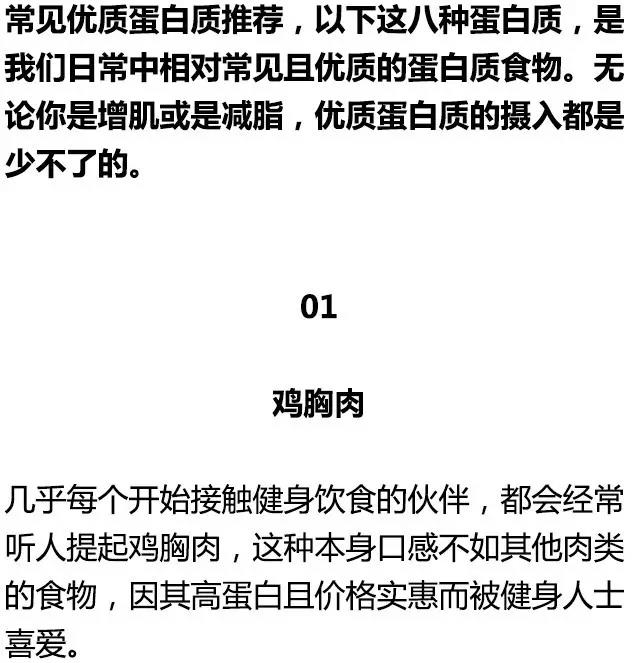 常见优质蛋白质推荐，以下这八种蛋白质，是
我们日常中相对常见且优质的蛋白质食物。无
论你是增肌或是减脂，优质蛋白质的摄入都是
少不了的。
01
鸡胸肉
几乎每个开始接触健身饮食的伙伴，都会经常
听人提起鸡胸肉，这种本身口感不如其他肉类
的食物，因其高蛋白且价格实惠而被健身人士
喜爱。